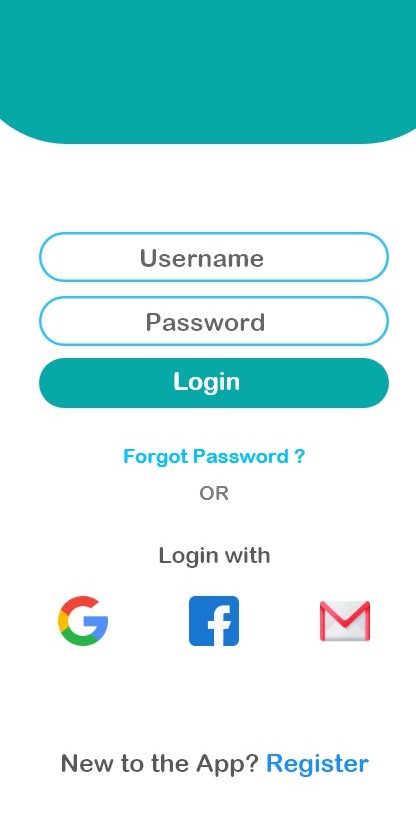 Username
Password
Login
Forgot Password ?
OR
Login with
New to the App? Register